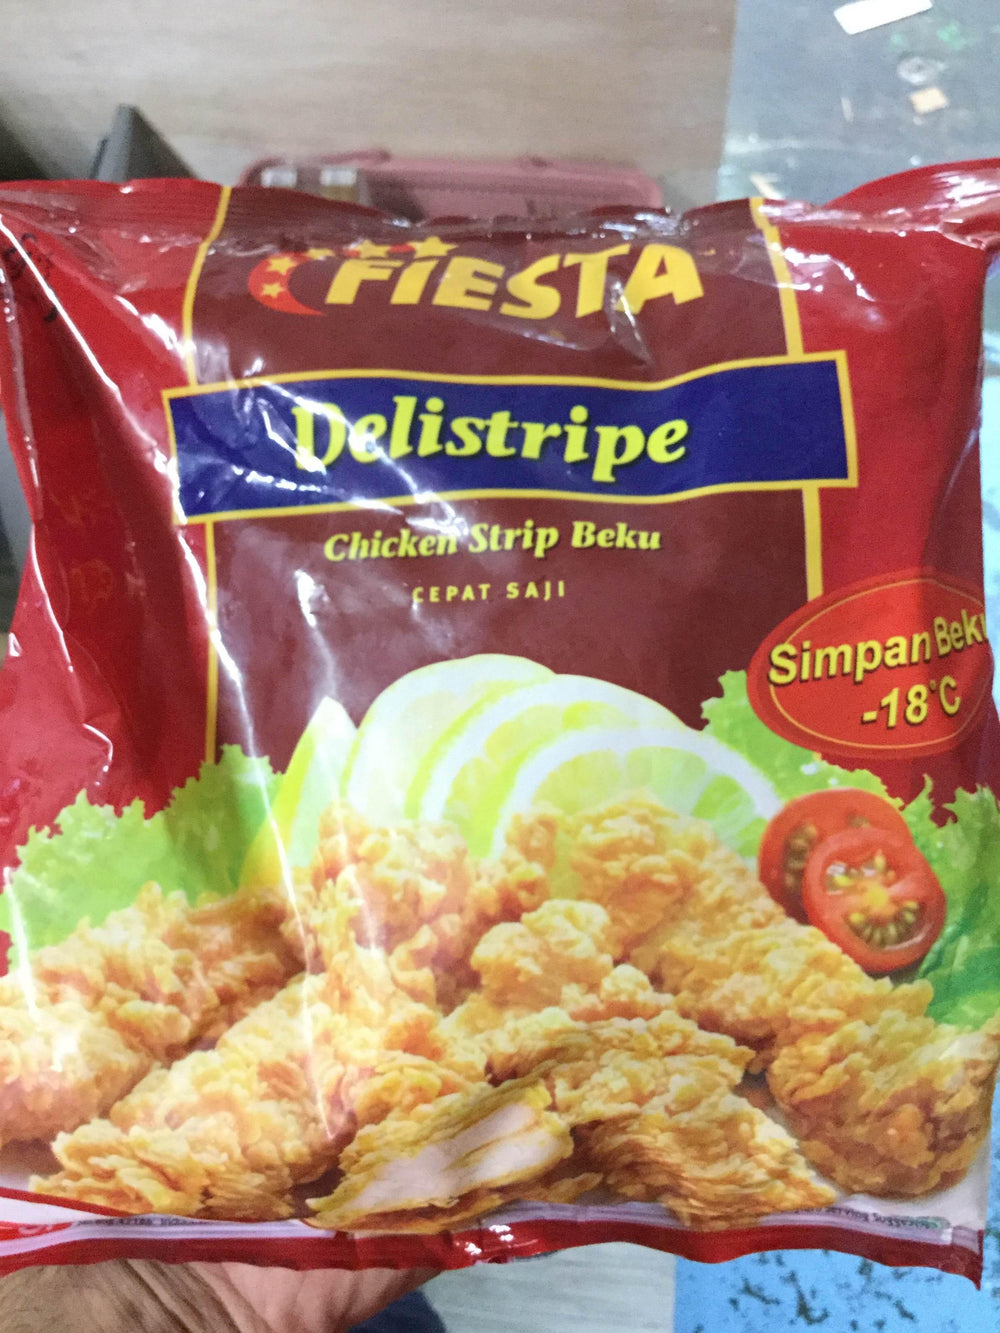 FiESTA
Delistripe
Chicken Strip Beku
CEPAT SAJI
Simpan Beku
-18°C